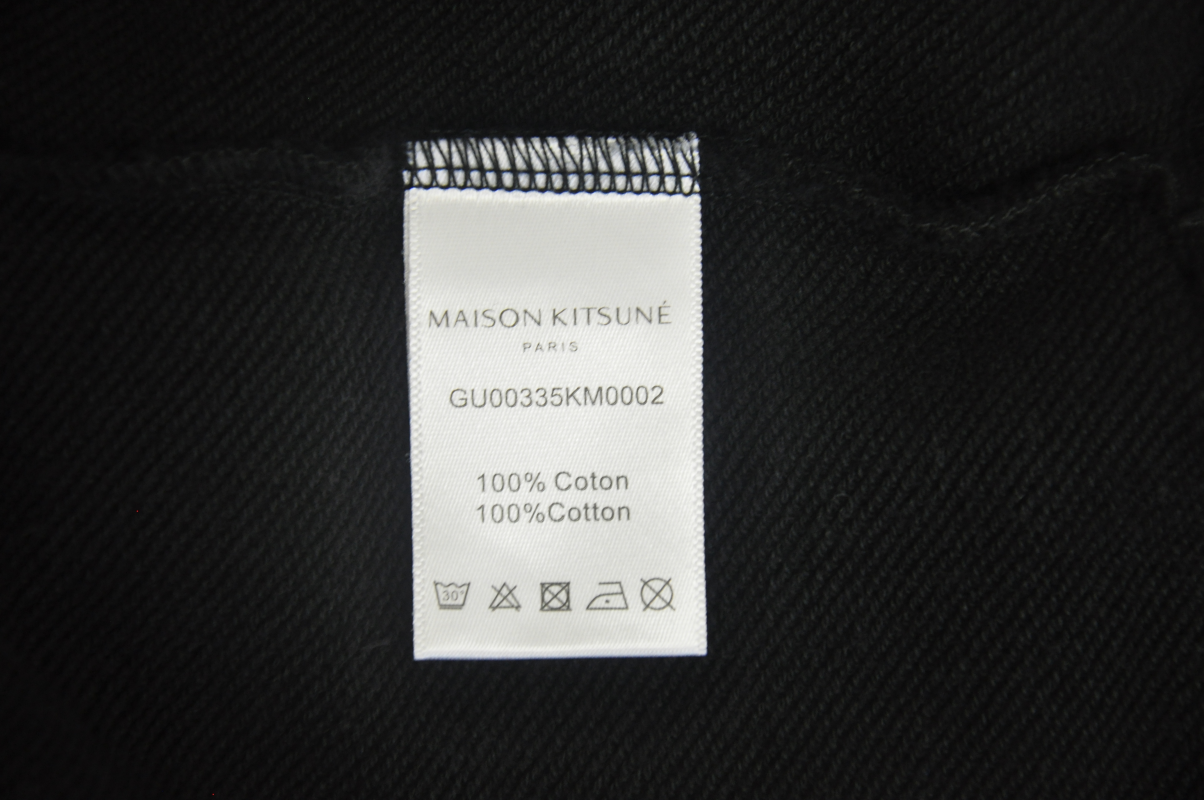 MAISON KITSUNÉ
PARIS
GU00335KM0002
100% Coton
100%Cotton
30°